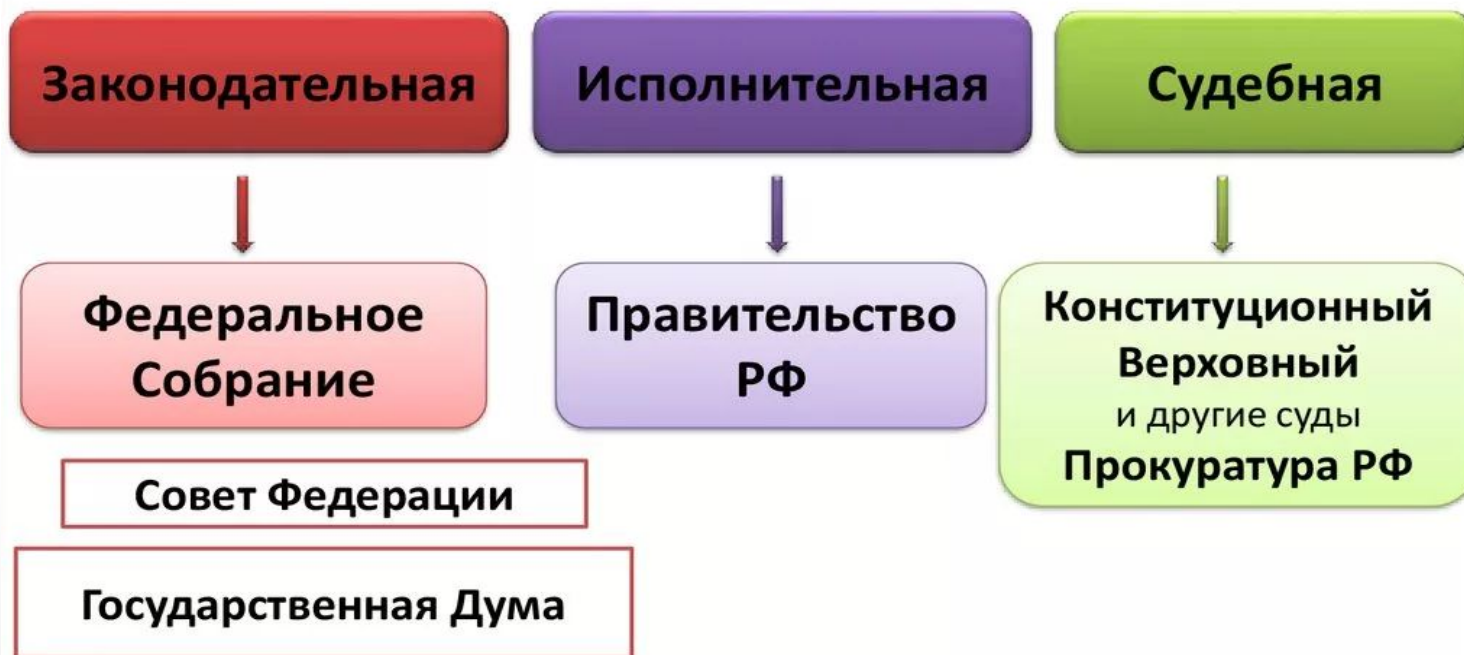 Законодательная
Исполнительная
Судебная
Федеральное
Собрание
Правительство
РФ
Конституционный
Верховный
и другие суды
Прокуратура РФ
Совет Федерации
Государственная Дума